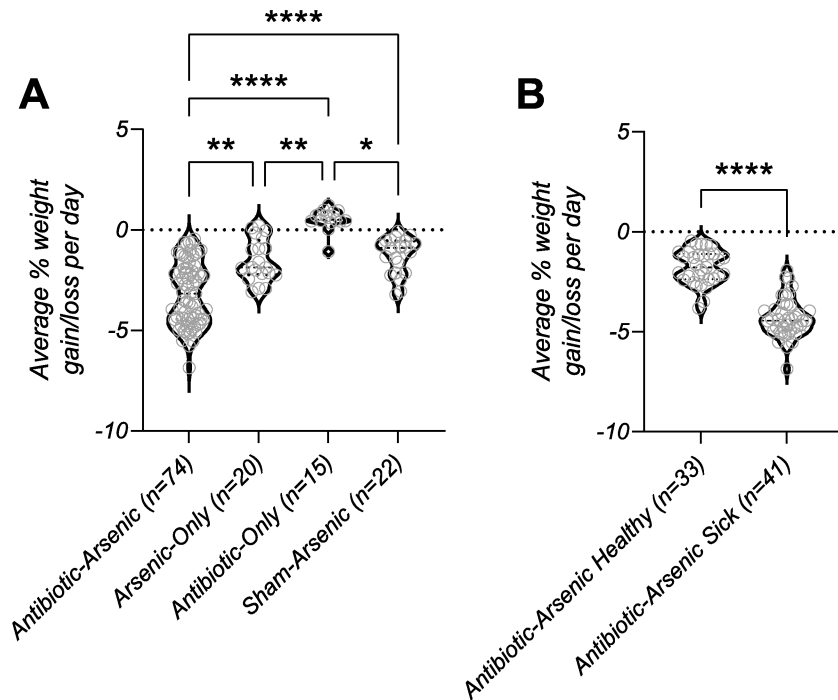 A
****
****
** ** *
Average % weight
gain/loss per day
5
0
-5
-10
Antibiotic-Arsenic (n=74)
Arsenic-Only (n=20)
Antibiotic-Only (n=15)
Sham-Arsenic (n=22)
B
****
Average % weight
gain/loss per day
5
0
-5
-10
Antibiotic-Arsenic Healthy (n=33)
Antibiotic-Arsenic Sick (n=41)